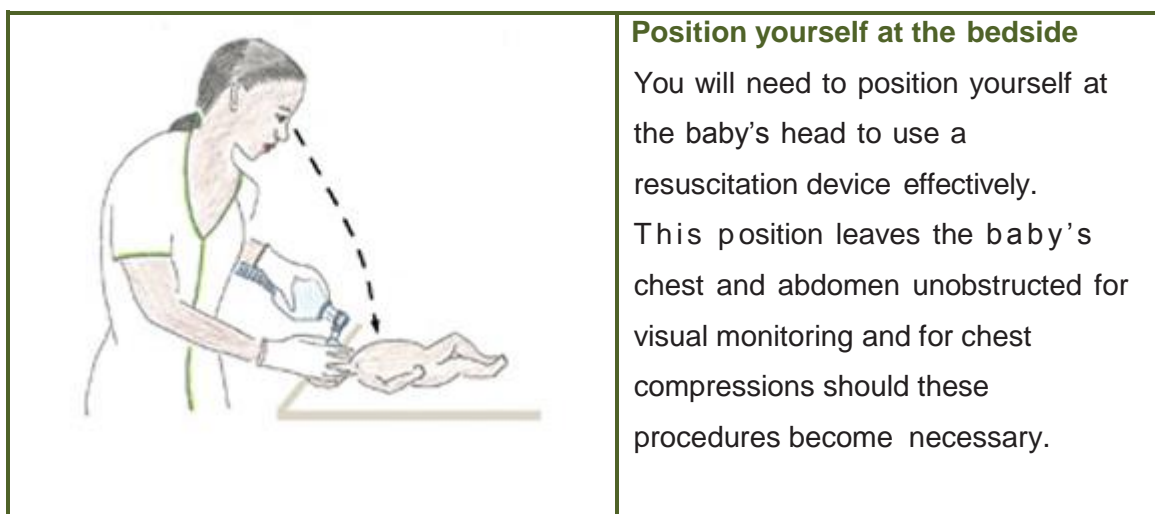 Position yourself at the bedside
You will need to position yourself at
the baby’s head to use a
resuscitation device effectively.
This position leaves the baby’s
chest and abdomen unobstructed for
visual monitoring and for chest
compressions should these
procedures become necessary.